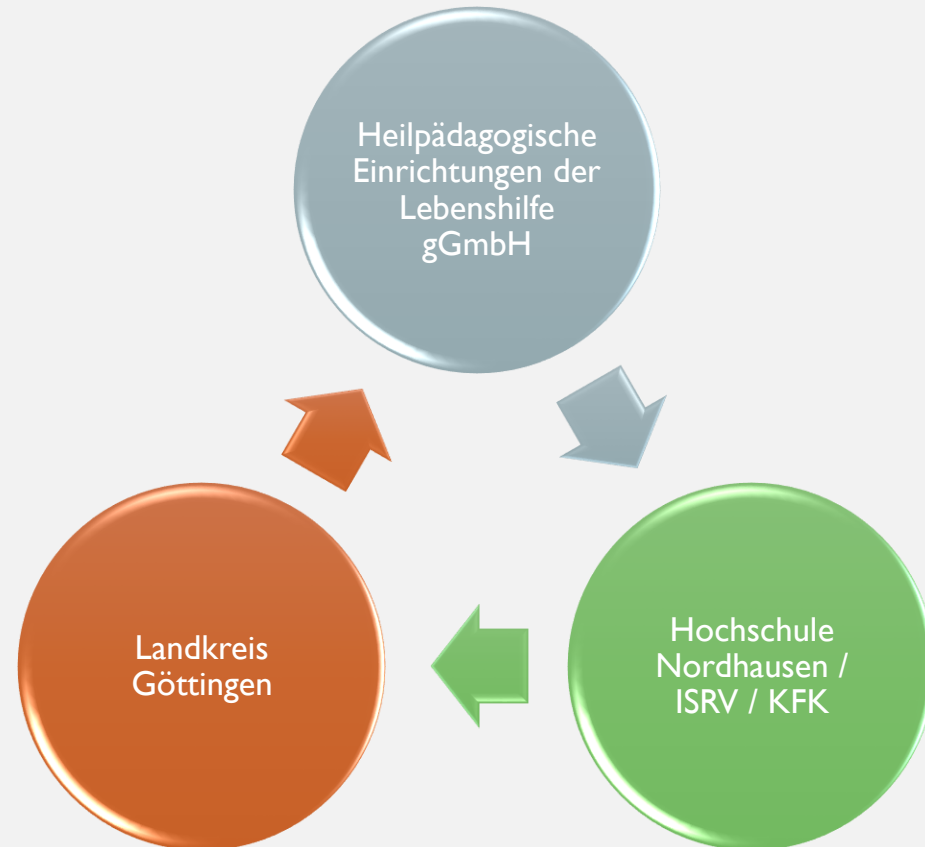 Heilpädagogische
Einrichtungen der
Lebenshilfe
gGmbH
Landkreis
Göttingen
Hochschule
Nordhausen /
ISRV / KFK